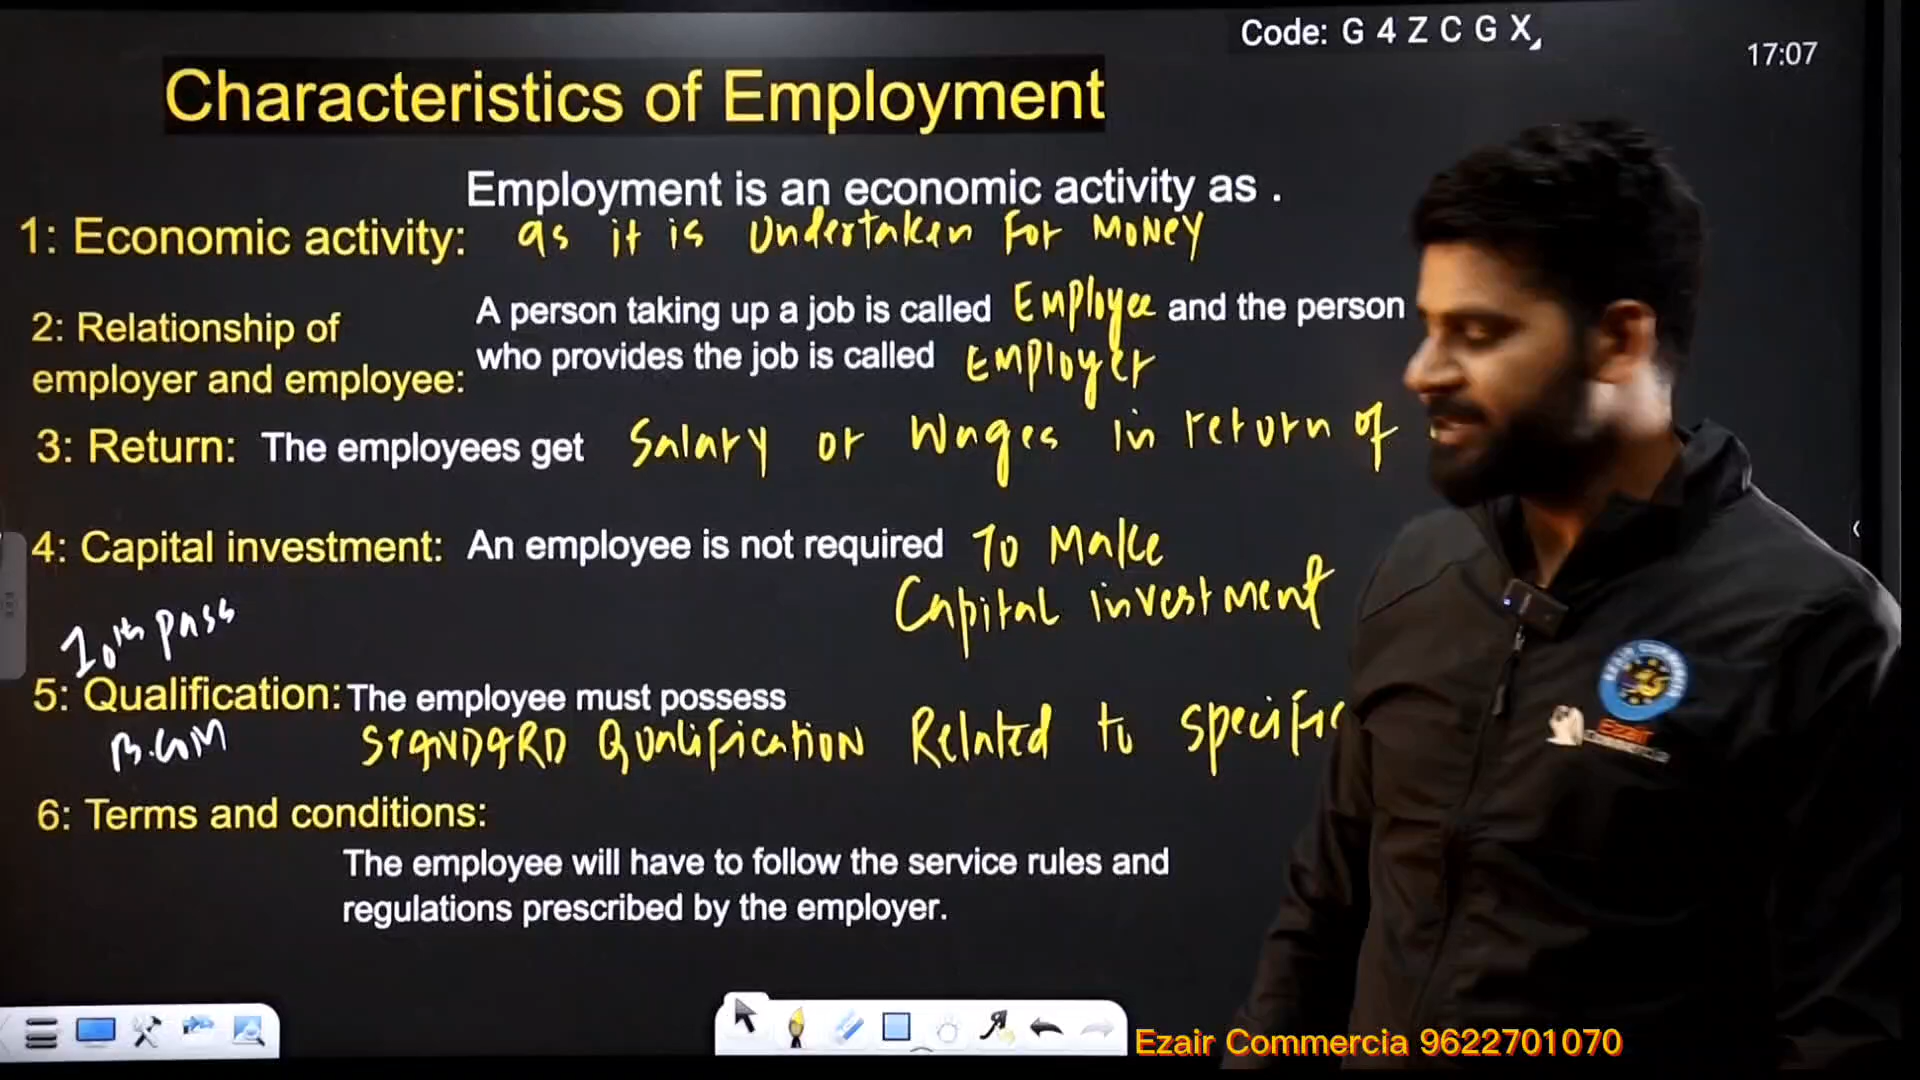 Code: G 4 Z C G X
17:07
Characteristics of Employment
Employment is an economic activity as .
1: Economic activity: as it is Undertaken For Money
2: Relationship of
employer and employee:
A person taking up a job is called Employee and the person
who provides the job is called Employer
3: Return: The employees get Salary or Wages in return of
4: Capital investment: An employee is not required To Make
Capital investment
10th pass
5: Qualification: The employee must possess
B.COM
STANDARD Qualification Related to specific
6: Terms and conditions:
The employee will have to follow the service rules and
regulations prescribed by the employer.
Ezair
Ezair Commercia 9622701070